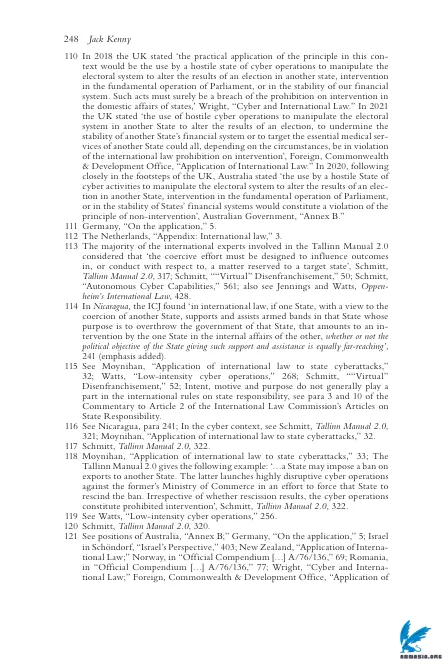 248 Jack Kenny
110 In 2018 the UK stated ‘the practical application of the principle in this con-
text would be the use by a hostile state of cyber operations to manipulate the
electoral system to alter the results of an election in another state, intervention
in the fundamental operation of Parliament, or in the stability of our financial
system. Such acts must surely be a breach of the prohibition on intervention in
the domestic affairs of states,’ Wright, “Cyber and International Law.” In 2021
the UK stated ‘the use of hostile cyber operations to manipulate the electoral
system in another State to alter the results of an election, to undermine the
stability of another State’s financial system or to target the essential medical ser-
vices of another State could all, depending on the circumstances, be in violation
of the international law prohibition on intervention’, Foreign, Commonwealth
& Development Office, “Application of International Law.” In 2020, following
closely in the footsteps of the UK, Australia stated ‘the use by a hostile State of
cyber activities to manipulate the electoral system to alter the results of an elec-
tion in another State, intervention in the fundamental operation of Parliament,
or in the stability of States’ financial systems would constitute a violation of the
principle of non-intervention’, Australian Government, “Annex B.”
111 Germany, “On the application,” 5.
112 The Netherlands, “Appendix: International law,” 3.
113 The majority of the international experts involved in the Tallinn Manual 2.0
considered that ‘the coercive effort must be designed to influence outcomes
in, or conduct with respect to, a matter reserved to a target state’, Schmitt,
Tallinn Manual 2.0, 317; Schmitt, ““Virtual” Disenfranchisement,” 50; Schmitt,
“Autonomous Cyber Capabilities,” 561; also see Jennings and Watts, Oppen-
heim’s International Law, 428.
114 In Nicaragua, the ICJ found ‘in international law, if one State, with a view to the
coercion of another State, supports and assists armed bands in that State whose
purpose is to overthrow the government of that State, that amounts to an in-
tervention by the one State in the internal affairs of the other, whether or not the
political objective of the State giving such support and assistance is equally far-reaching’,
241 (emphasis added).
115 See Moynihan, “Application of international law to state cyberattacks,”
32; Watts, “Low-intensity cyber operations,” 268; Schmitt, ““Virtual”
Disenfranchisement,” 52; Intent, motive and purpose do not generally play a
part in the international rules on state responsibility, see para 3 and 10 of the
Commentary to Article 2 of the International Law Commission’s Articles on
State Responsibility.
116 See Nicaragua, para 241; In the cyber context, see Schmitt, Tallinn Manual 2.0,
321; Moynihan, “Application of international law to state cyberattacks,” 32.
117 Schmitt, Tallinn Manual 2.0, 322.
118 Moynihan, “Application of international law to state cyberattacks,” 33; The
Tallinn Manual 2.0 gives the following example: ‘…a State may impose a ban on
exports to another State. The latter launches highly disruptive cyber operations
against the former’s Ministry of Commerce in an effort to force that State to
rescind the ban. Irrespective of whether rescission results, the cyber operations
constitute prohibited intervention’, Schmitt, Tallinn Manual 2.0, 322.
119 See Watts, “Low-intensity cyber operations,” 256.
120 Schmitt, Tallinn Manual 2.0, 320.
121 See positions of Australia, “Annex B;” Germany, “On the application,” 5; Israel
in Schöndorf, “Israel’s Perspective,” 403; New Zealand, “Application of Interna-
tional Law;” Norway, in “Official Compendium […] A/76/136,” 69; Romania,
in “Official Compendium […] A/76/136,” 77; Wright, “Cyber and Interna-
tional Law;” Foreign, Commonwealth & Development Office, “Application of